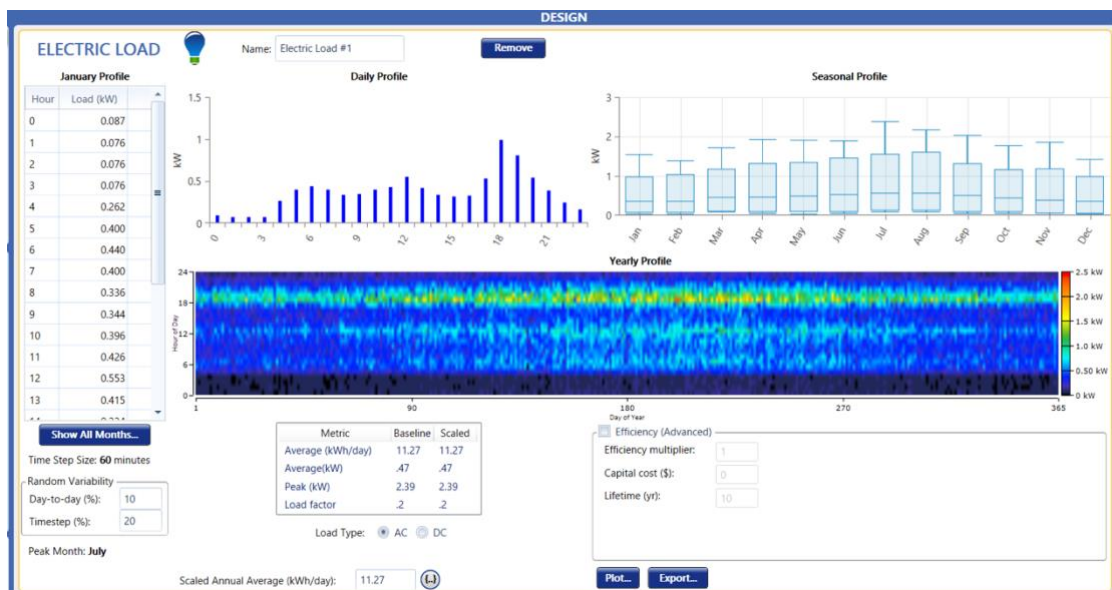 DESIGN
ELECTRIC LOAD
Name: Electric Load #1
Remove
January Profile
Hour Load (kW)
0 0.087
1 0.076
2 0.076
3 0.076
4 0.262
5 0.400
6 0.440
7 0.400
8 0.336
9 0.344
10 0.396
11 0.426
12 0.553
13 0.415
Show All Months...
Time Step Size: 60 minutes
Random Variability
Day-to-day (%): 10
Timestep (%): 20
Peak Month: July
Daily Profile
kW
1.5
1
0.5
0
0 3 6 9 12 15 18 21
Seasonal Profile
kW
3
2
1
0
Jan Feb Mar Apr May Jun Jul Aug Sep Oct Nov Dec
Yearly Profile
Hour of Day
24
18
12
6
0
1 90 180 270 365
Day of Year
2.5 kW
2.0 kW
1.5 kW
1.0 kW
0.50 kW
0 kW
Metric Baseline Scaled
Average (kWh/day) 11.27 11.27
Average(kW) .47 .47
Peak (kW) 2.39 2.39
Load factor .2 .2
Load Type: AC DC
Scaled Annual Average (kWh/day): 11.27 {..}
Efficiency (Advanced)
Efficiency multiplier: 1
Capital cost ($): 0
Lifetime (yr): 10
Plot... Export...